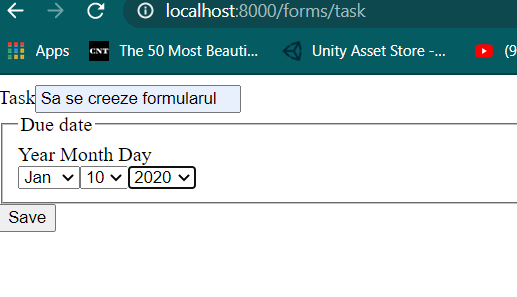 localhost:8000/forms/task
Apps CNT The 50 Most Beauti... Unity Asset Store -... (9
Task Sa se creeze formularul
Due date
Year Month Day
Jan 10 2020
Save